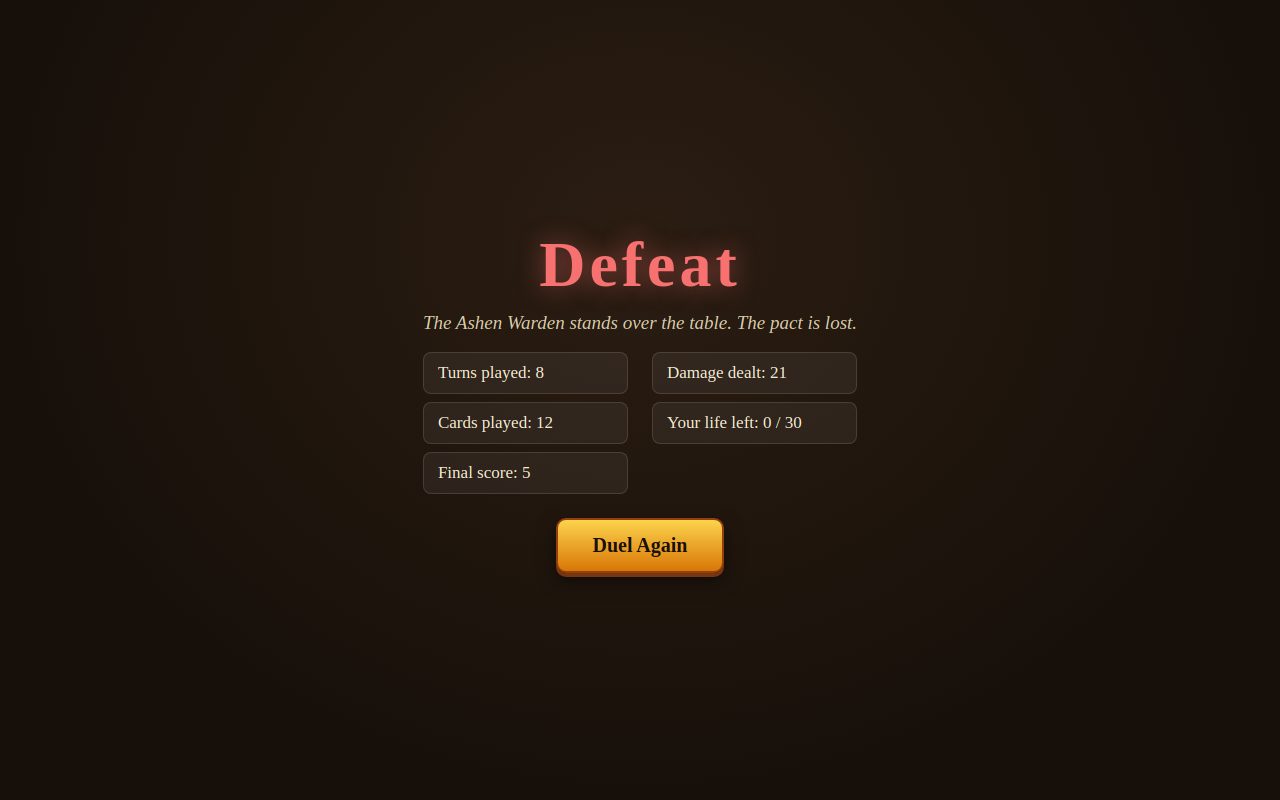 Defeat
The Ashen Warden stands over the table. The pact is lost.
Turns played: 8
Damage dealt: 21
Cards played: 12
Your life left: 0 / 30
Final score: 5
Duel Again